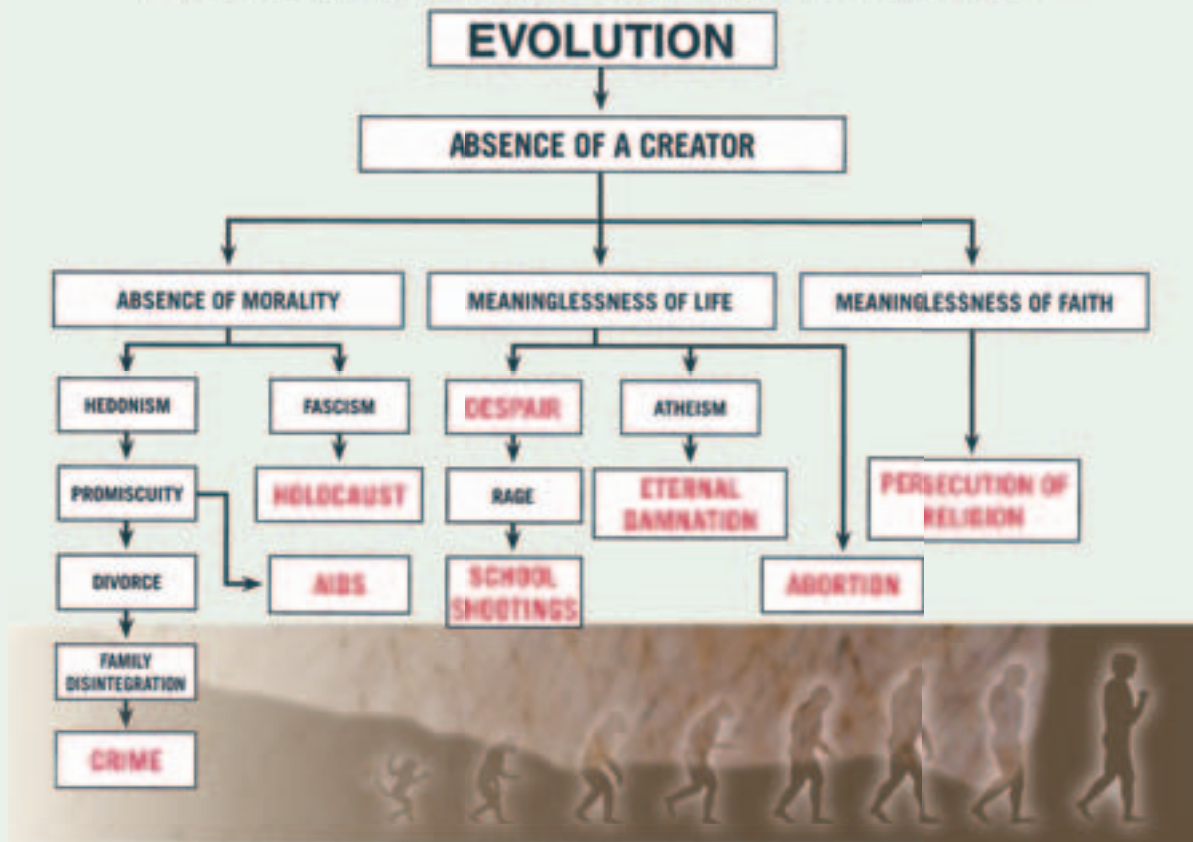 EVOLUTION
ABSENCE OF A CREATOR
ABSENCE OF MORALITY
MEANINGLESSNESS OF LIFE
MEANINGLESSNESS OF FAITH
HEDONISM
FASCISM
DESPAIR
ATHEISM
PROMISCUITY
HOLOCAUST
RAGE
ETERNAL
DAMNATION
PERSECUTION OF
RELIGION
DIVORCE
AIDS
SCHOOL
SHOOTINGS
ABORTION
FAMILY
DISINTEGRATION
CRIME